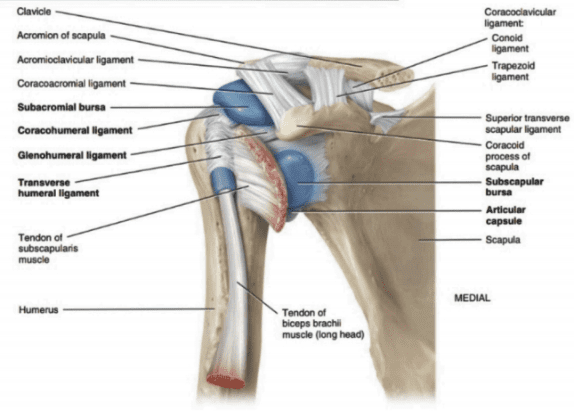 Clavicle
Acromion of scapula
Acromioclavicular ligament
Coracoacromial ligament
Subacromial bursa
Coracohumeral ligament
Glenohumeral ligament
Transverse
humeral ligament
Tendon of
subscapularis
muscle
Humerus
Tendon of
biceps brachii
muscle (long head)
Coracoclavicular
ligament:
Conoid
ligament
Trapezoid
ligament
Superior transverse
scapular ligament
Coracoid
process of
scapula
Subscapular
bursa
Articular
capsule
Scapula
MEDIAL